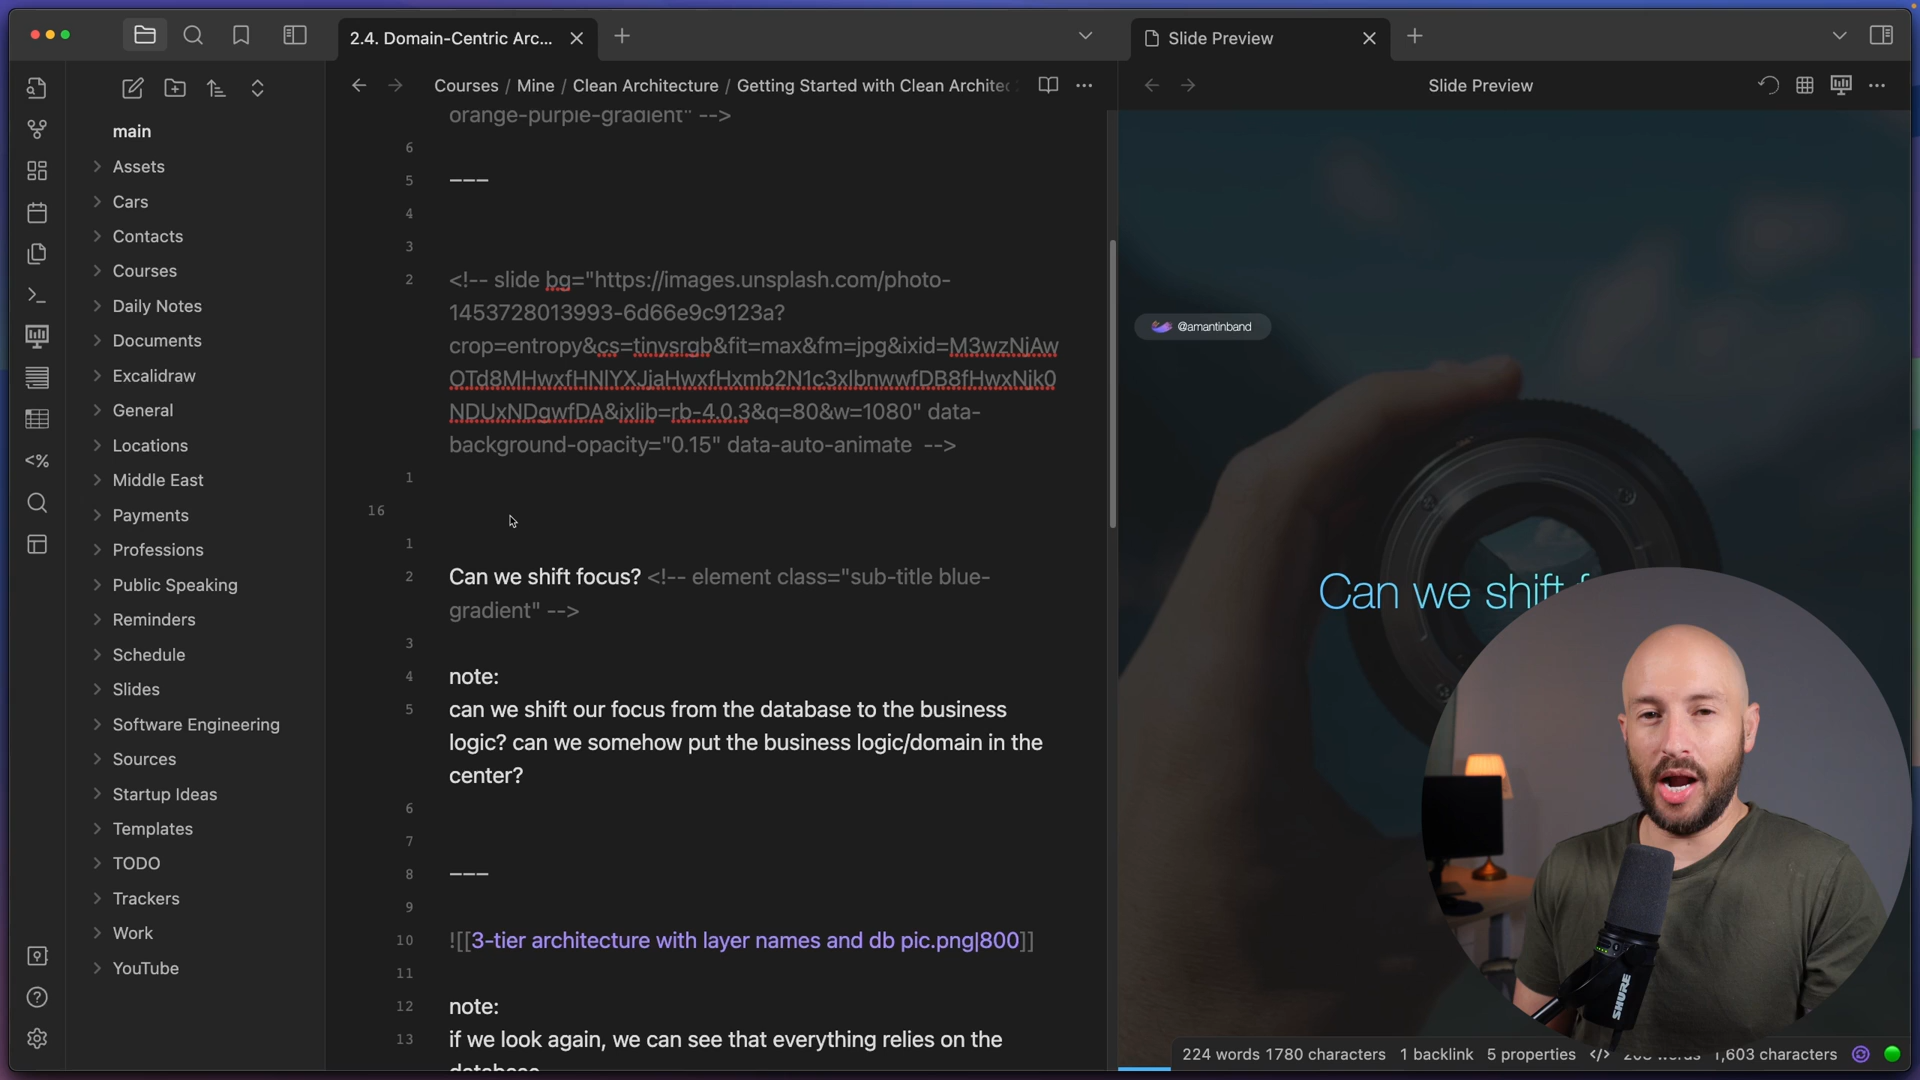 2.4. Domain-Centric Arc...
Slide Preview
Courses / Mine / Clean Architecture / Getting Started with Clean Architec
Slide Preview
main
Assets
Cars
Contacts
Courses
Daily Notes
Documents
Excalidraw
General
Locations
Middle East
Payments
Professions
Public Speaking
Reminders
Schedule
Slides
Software Engineering
Sources
Startup Ideas
Templates
TODO
Trackers
Work
YouTube
orange-purple-gradient" -->
6
5 ---
4
3
2 <!-- slide bg="https://images.unsplash.com/photo-
1453728013993-6d66e9c9123a?
crop=entropy&cs=tinysrgb&fit=max&fm=jpg&ixid=M3wzNjAw
OTd8MHwxfHNlYXJjaHwxfHxmb2N1c3xlbnwwfDB8fHwxNjk0
NDUxNDgwfDA&ixlib=rb-4.0.3&q=80&w=1080" data-
background-opacity="0.15" data-auto-animate -->
1
16
1
2 Can we shift focus? <!-- element class="sub-title blue-
gradient" -->
3
4 note:
5 can we shift our focus from the database to the business
logic? can we somehow put the business logic/domain in the
center?
6
7
8 ---
9
10 ![[3-tier architecture with layer names and db pic.png|800]]
11
12 note:
13 if we look again, we can see that everything relies on the
database
@amantinband
Can we shift
SHURE
224 words 1780 characters 1 backlink 5 properties </> words 1,603 characters